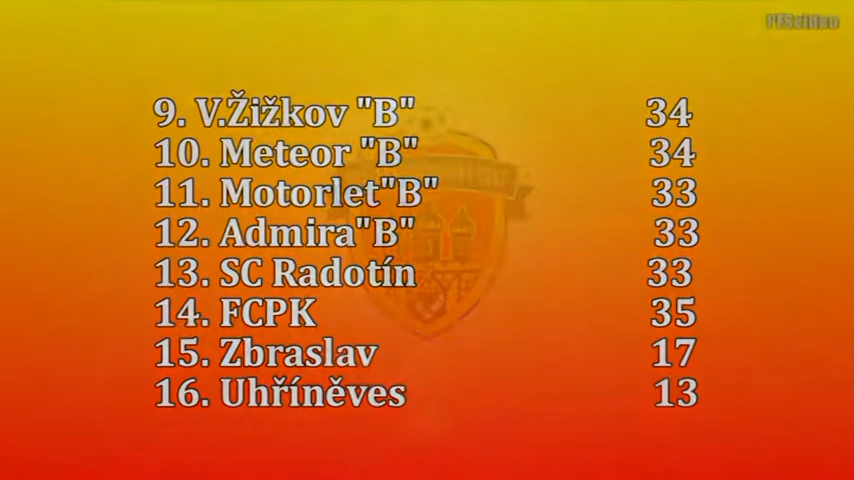 PFSvideo
9. V.Žižkov "B" 34
10. Meteor "B" 34
11. Motorlet"B" 33
12. Admira"B" 33
13. SC Radotín 33
14. FCPK 35
15. Zbraslav 17
16. Uhříněves 13